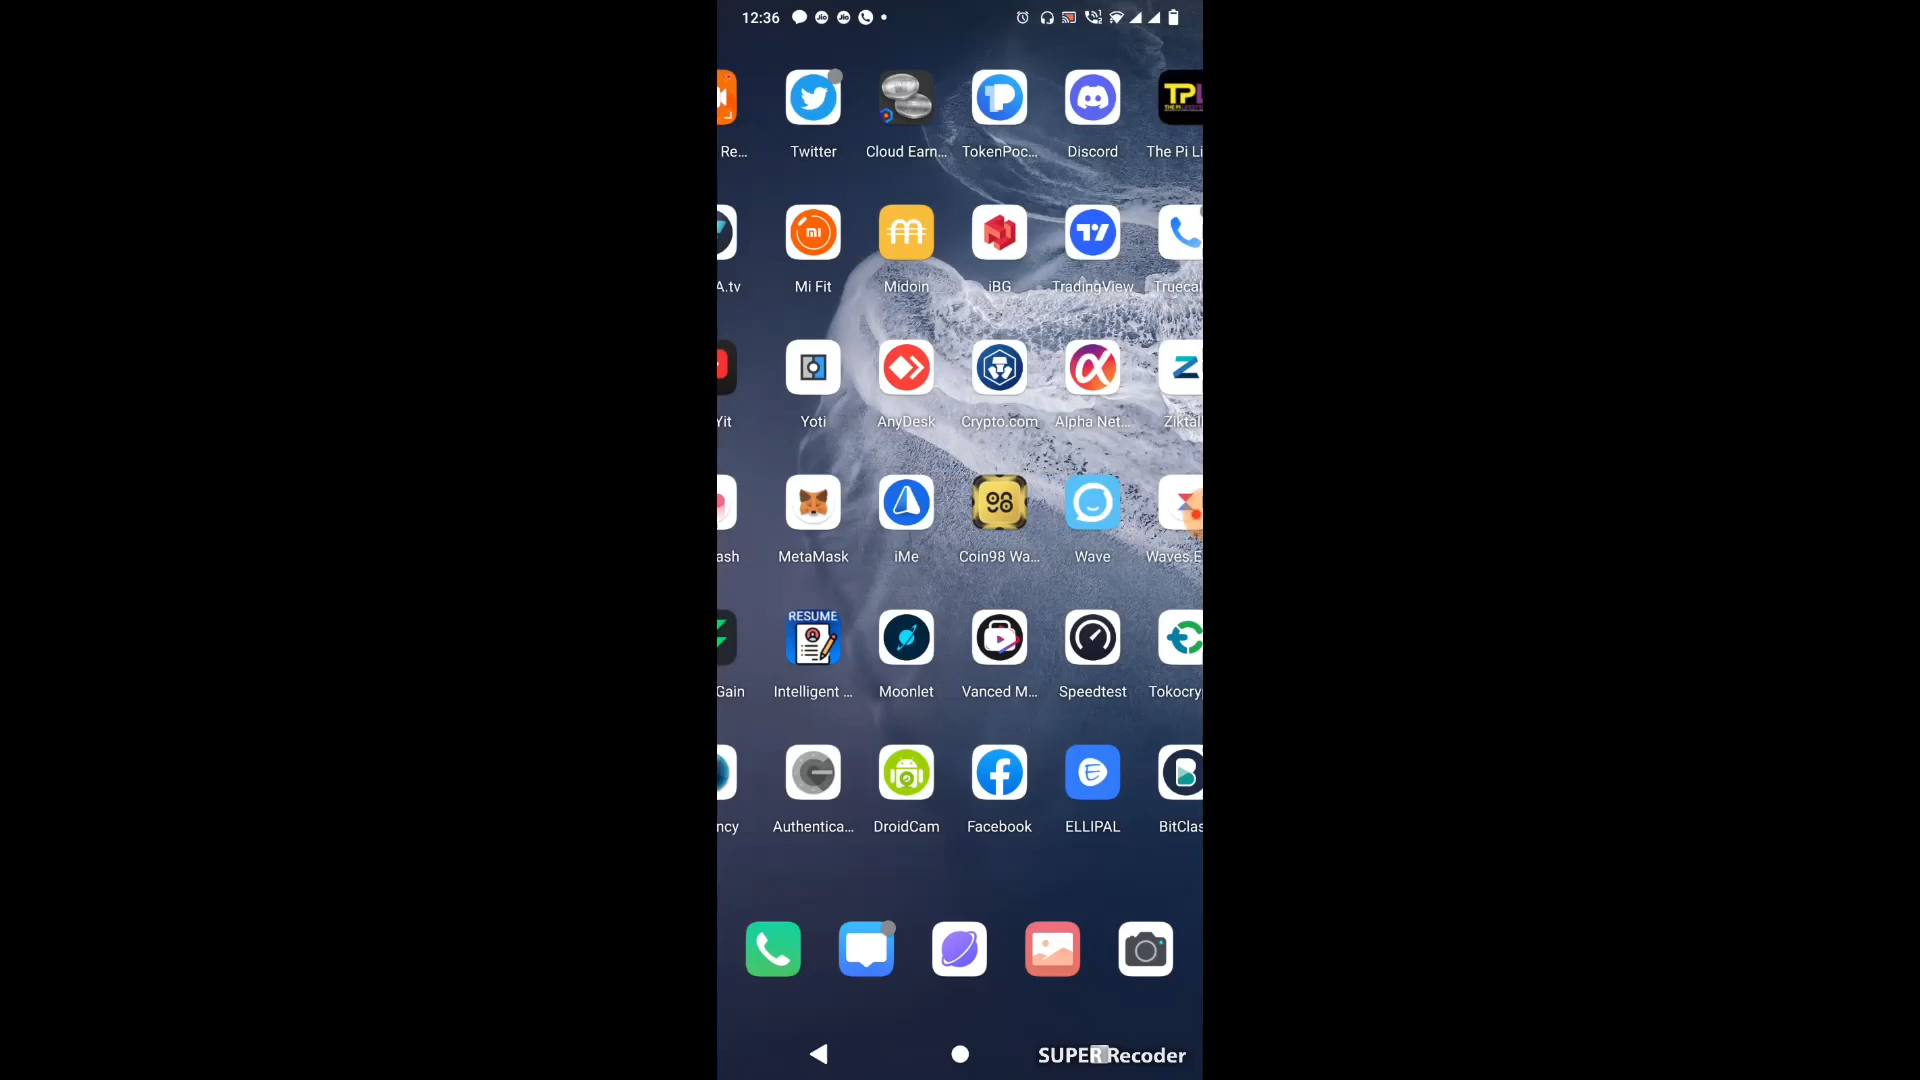 12:36
Re...
Twitter
Cloud Earn...
TokenPoc...
Discord
The Pi Li
TPL
A.tv
Mi Fit
Midoin
iBG
TradingView
Truecal
Yit
Yoti
AnyDesk
Crypto.com
Alpha Net...
Ziktal
ash
MetaMask
iMe
Coin98 Wa...
Wave
Waves.E
RESUME
Gain
Intelligent ...
Moonlet
Vanced M...
Speedtest
Tokocry
ncy
Authentica...
DroidCam
Facebook
ELLIPAL
BitClas
SUPER Recoder